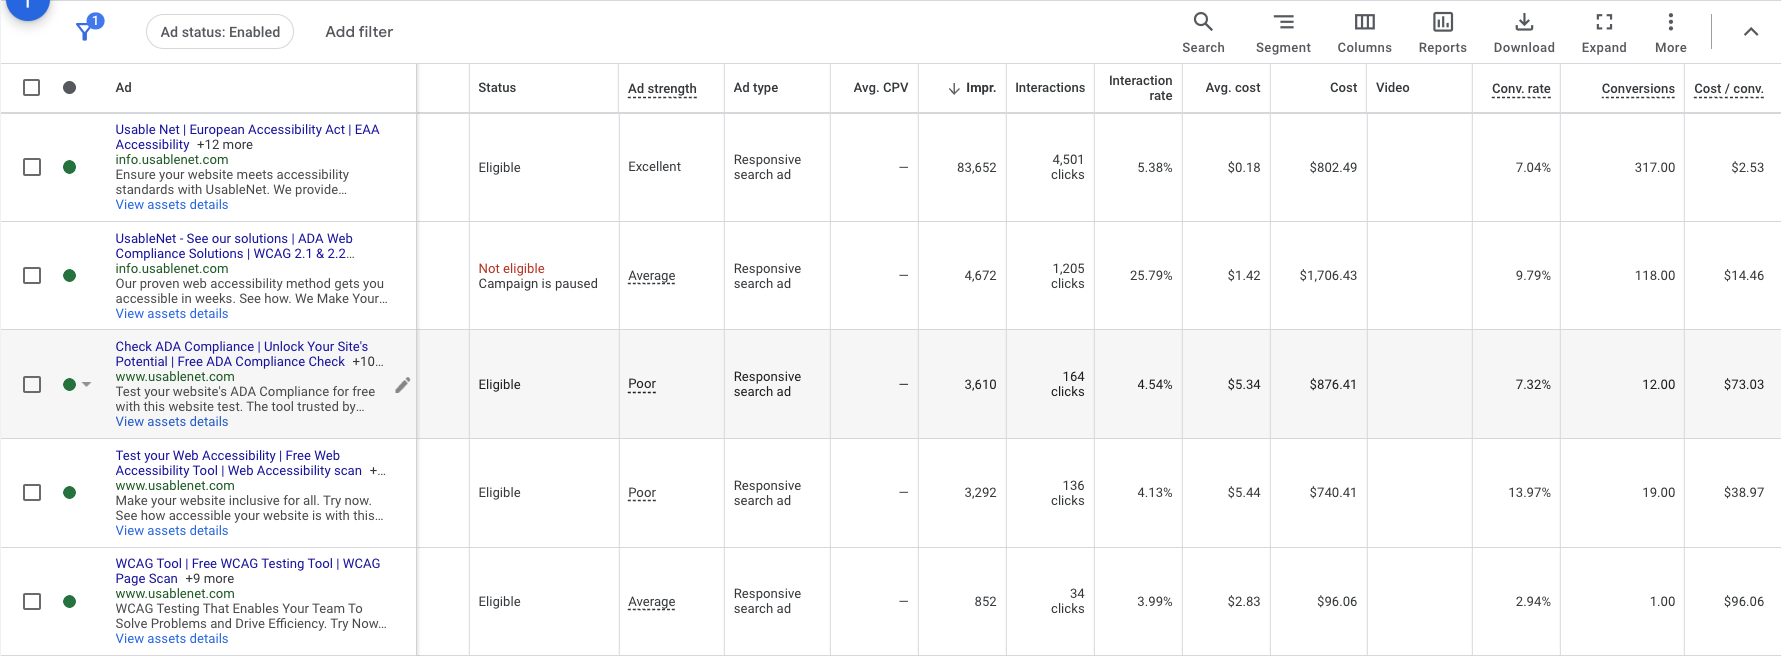 1
Ad status: Enabled
Add filter
Search
Segment
Columns
Reports
Download
Expand
More
Ad
Status
Ad strength
Ad type
Avg. CPV
Impr.
Interactions
Interaction
rate
Avg. cost
Cost
Video
Conv. rate
Conversions
Cost / conv.
Usable Net | European Accessibility Act | EAA
Accessibility +12 more
info.usablenet.com
Ensure your website meets accessibility
standards with UsableNet. We provide…
View assets details
Eligible
Excellent
Responsive
search ad
—
83,652
4,501
clicks
5.38%
$0.18
$802.49
7.04%
317.00
$2.53
UsableNet - See our solutions | ADA Web
Compliance Solutions | WCAG 2.1 & 2.2…
info.usablenet.com
Our proven web accessibility method gets you
accessible in weeks. See how. We Make Your…
View assets details
Not eligible
Campaign is paused
Average
Responsive
search ad
—
4,672
1,205
clicks
25.79%
$1.42
$1,706.43
9.79%
118.00
$14.46
Check ADA Compliance | Unlock Your Site's
Potential | Free ADA Compliance Check +10…
www.usablenet.com
Test your website's ADA Compliance for free
with this website test. The tool trusted by…
View assets details
Eligible
Poor
Responsive
search ad
—
3,610
164
clicks
4.54%
$5.34
$876.41
7.32%
12.00
$73.03
Test your Web Accessibility | Free Web
Accessibility Tool | Web Accessibility scan +…
www.usablenet.com
Make your website inclusive for all. Try now.
See how accessible your website is with this…
View assets details
Eligible
Poor
Responsive
search ad
—
3,292
136
clicks
4.13%
$5.44
$740.41
13.97%
19.00
$38.97
WCAG Tool | Free WCAG Testing Tool | WCAG
Page Scan +9 more
www.usablenet.com
WCAG Testing That Enables Your Team To
Solve Problems and Drive Efficiency. Try Now…
View assets details
Eligible
Average
Responsive
search ad
—
852
34
clicks
3.99%
$2.83
$96.06
2.94%
1.00
$96.06